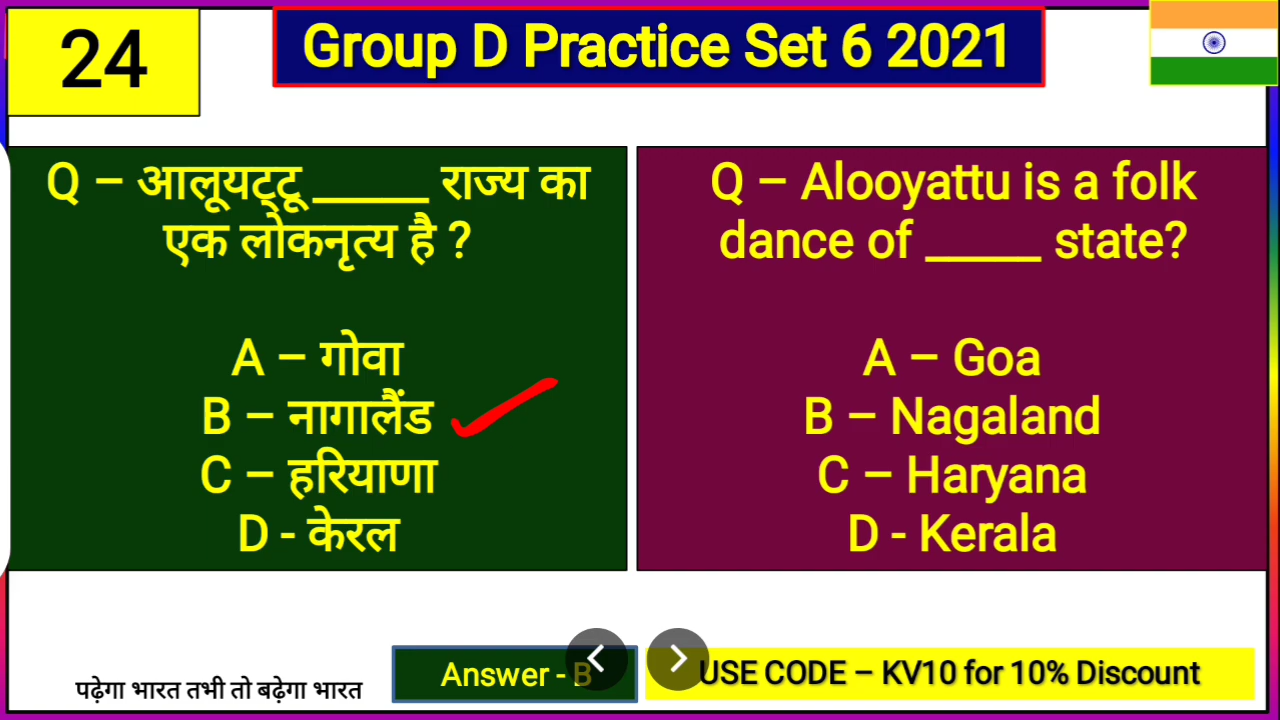 24
Group D Practice Set 6 2021
Q – आलूयट्टू _____ राज्य का
एक लोकनृत्य है ?
A – गोवा
B – नागालैंड
C – हरियाणा
D - केरल
Q – Alooyattu is a folk
dance of _____ state?
A – Goa
B – Nagaland
C – Haryana
D - Kerala
पढ़ेगा भारत तभी तो बढ़ेगा भारत
Answer - B
USE CODE – KV10 for 10% Discount